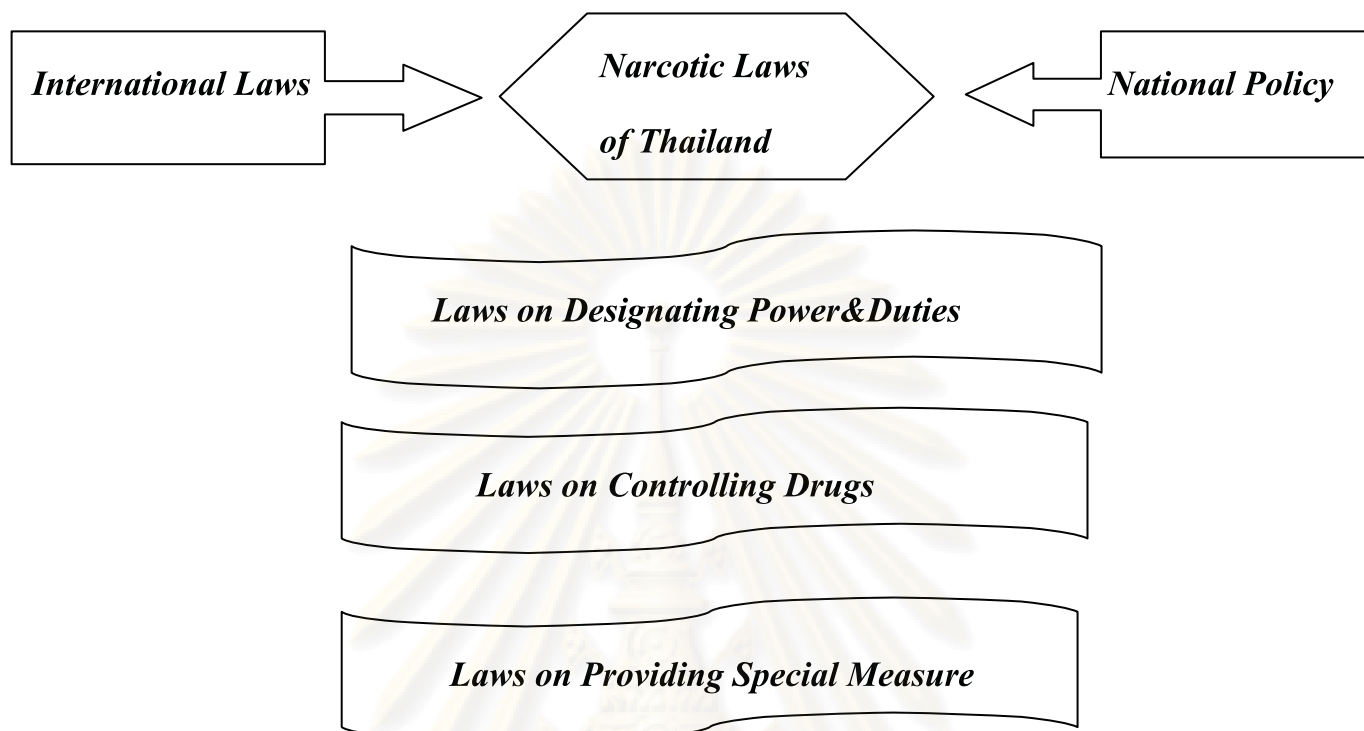 International Laws
Narcotic Laws
of Thailand
National Policy
Laws on Designating Power&Duties
Laws on Controlling Drugs
Laws on Providing Special Measure